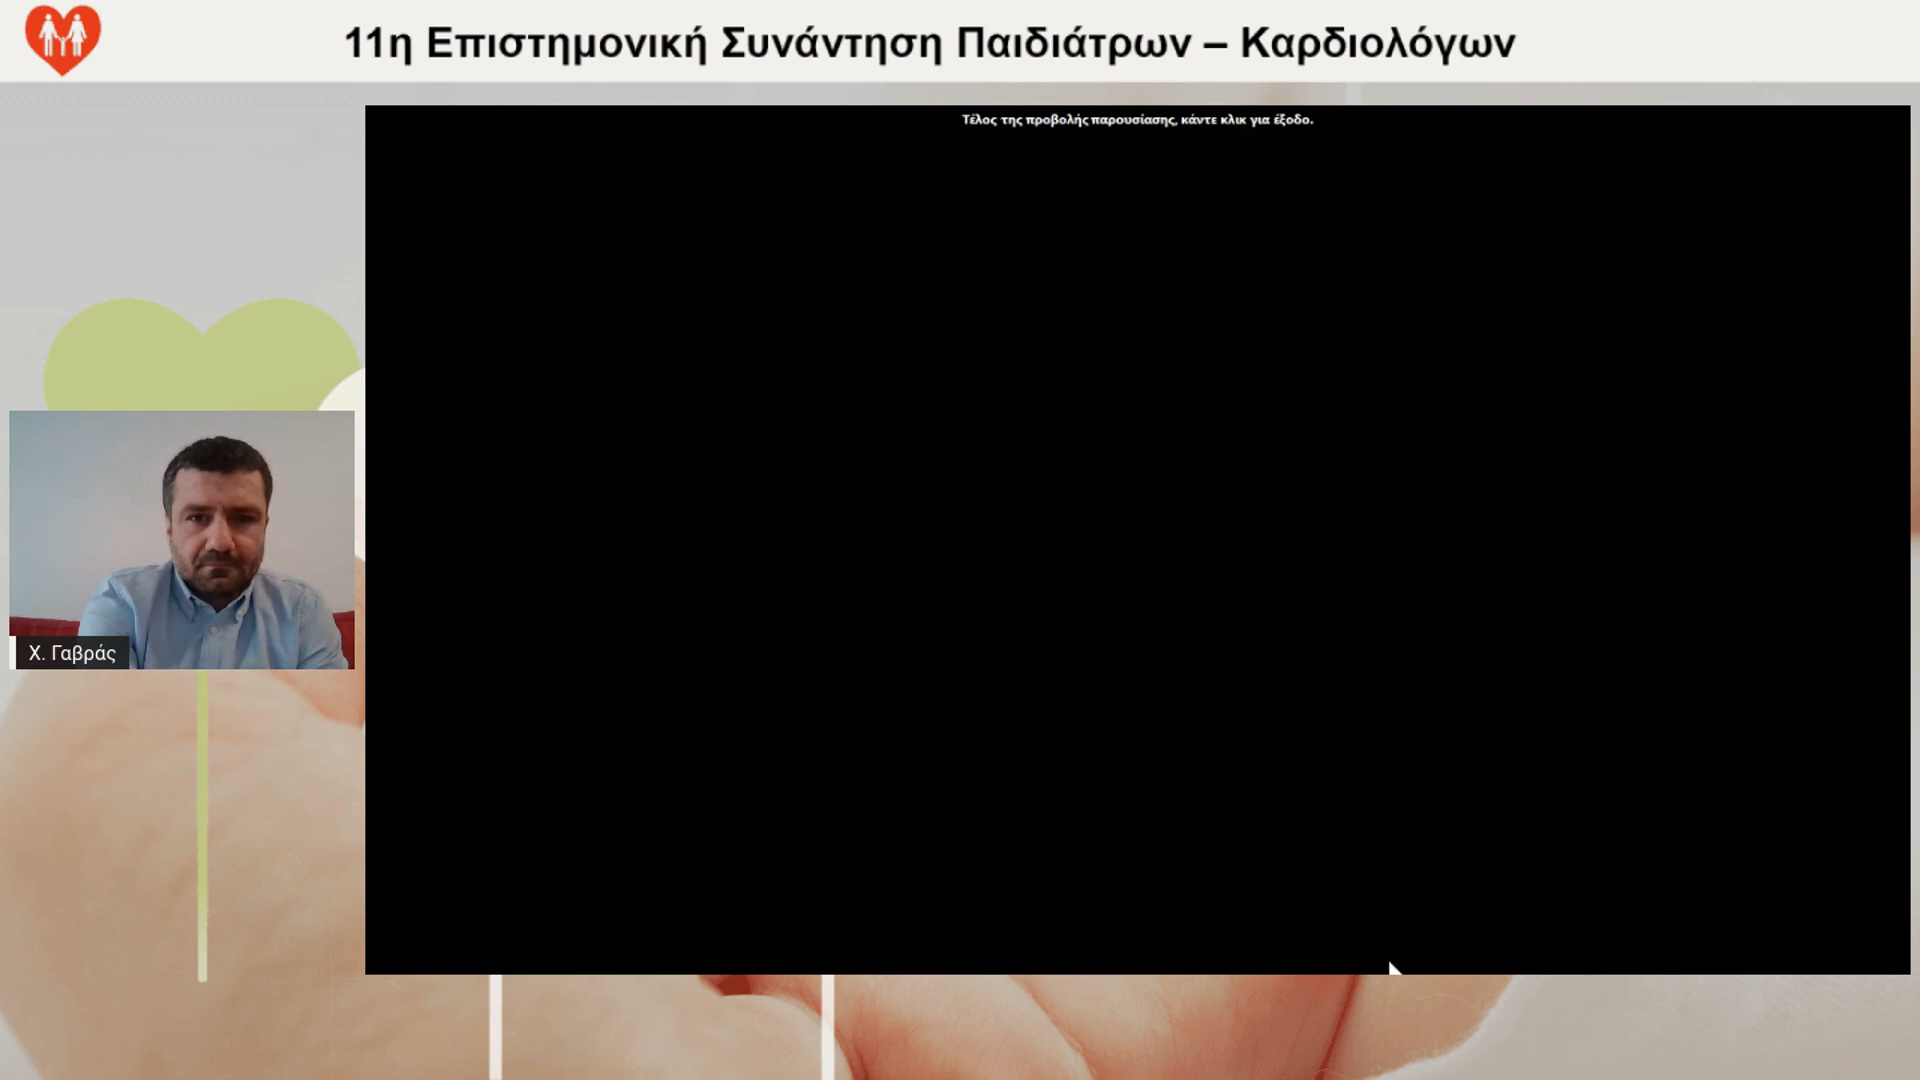 11η Επιστημονική Συνάντηση Παιδιάτρων – Καρδιολόγων
Τέλος της προβολής παρουσίασης, κάντε κλικ για έξοδο.
Χ. Γαβράς